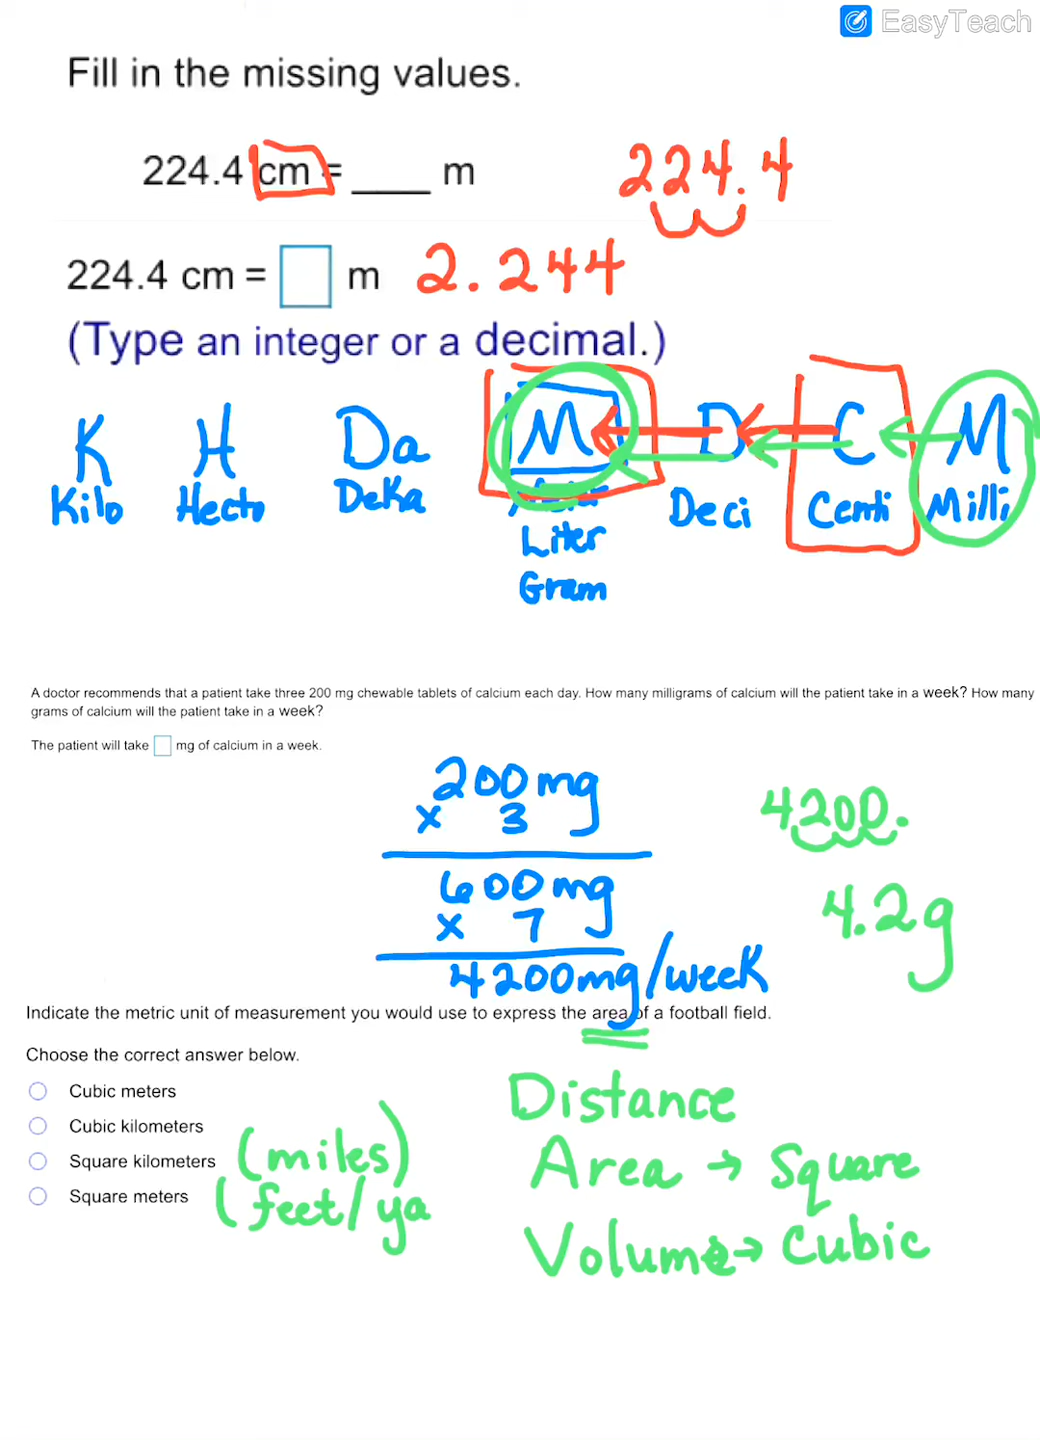 EasyTeach
Fill in the missing values.
224.4 cm = ____ m
224.4
224.4 cm = m 2.244
(Type an integer or a decimal.)
K H Da M D C M
Kilo Hecto Deka Deci Centi Milli
Liter
Gram
A doctor recommends that a patient take three 200 mg chewable tablets of calcium each day. How many milligrams of calcium will the patient take in a week? How many
grams of calcium will the patient take in a week?
The patient will take mg of calcium in a week.
200mg
x 3
4200.
600mg
x 7
4.2g
4200mg/week
Indicate the metric unit of measurement you would use to express the area of a football field.
Choose the correct answer below.
Cubic meters
Cubic kilometers
Square kilometers (miles)
Square meters (feet/ya
Distance
Area → Square
Volume → Cubic